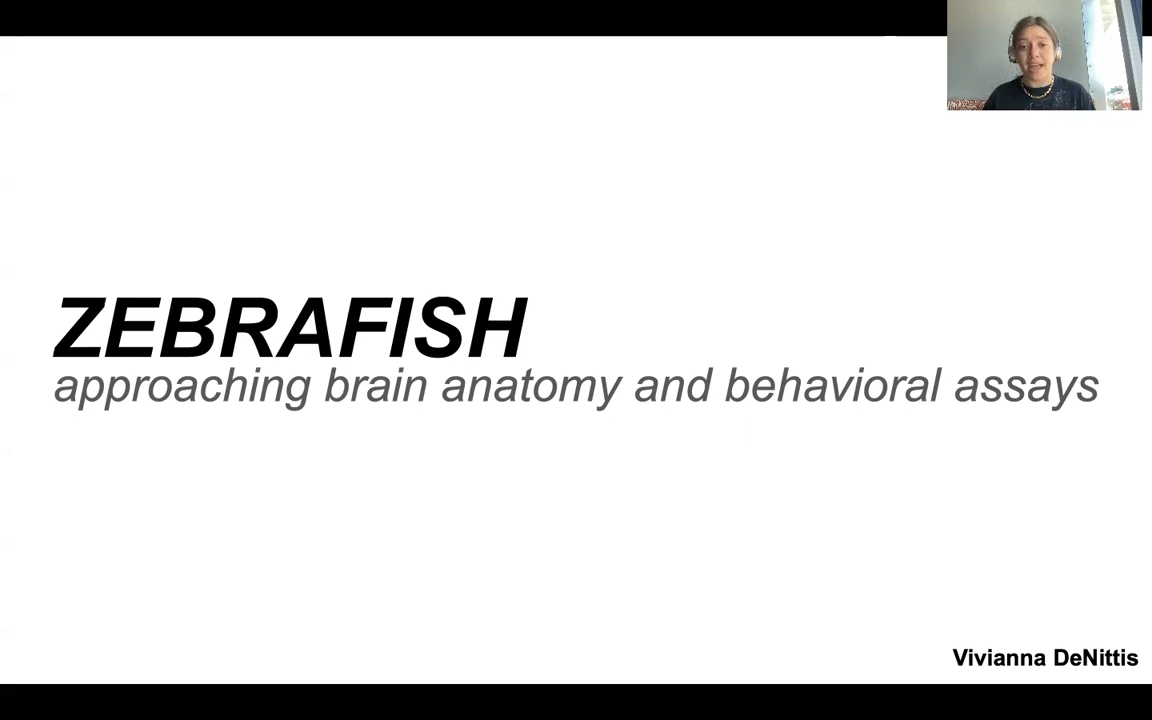 ZEBRAFISH
approaching brain anatomy and behavioral assays
Vivianna DeNittis